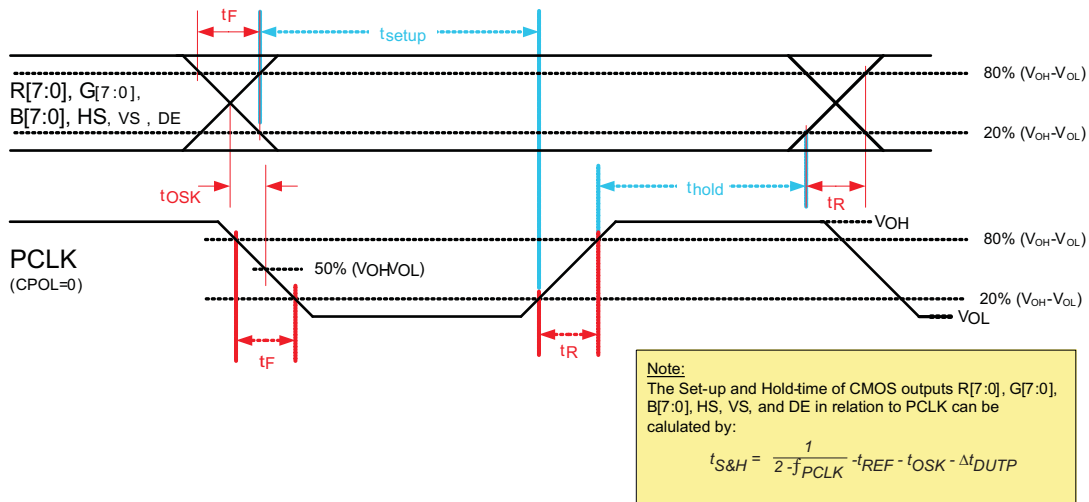 tF
tsetup
80% (VOH-VOL)
R[7:0], G[7:0],
B[7:0], HS, VS , DE
20% (VOH-VOL)
tOSK
thold
tR
VOH
80% (VOH-VOL)
PCLK
(CPOL=0)
50% (VOHVOL)
20% (VOH-VOL)
VOL
tF
tR
Note:
The Set-up and Hold-time of CMOS outputs R[7:0], G[7:0],
B[7:0], HS, VS, and DE in relation to PCLK can be
calulated by:
tS&H = 1 / 2 -fPCLK -tREF - tOSK - ΔtDUTP